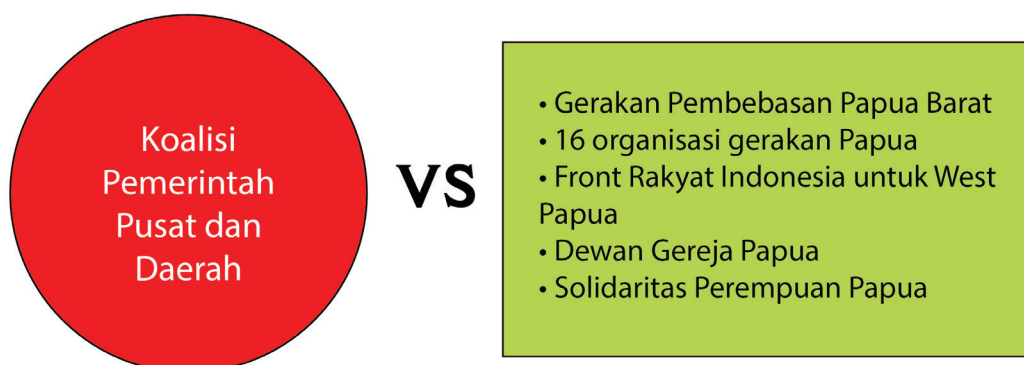 Koalisi
Pemerintah
Pusat dan
Daerah
VS
• Gerakan Pembebasan Papua Barat
• 16 organisasi gerakan Papua
• Front Rakyat Indonesia untuk West
Papua
• Dewan Gereja Papua
• Solidaritas Perempuan Papua